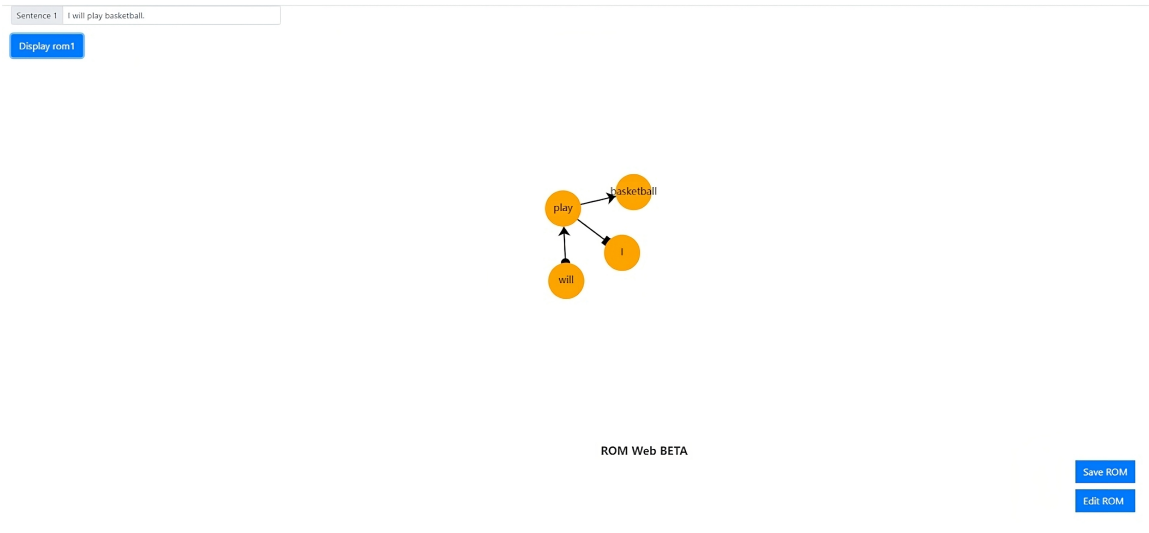 Sentence 1 I will play basketball.
Display rom1
basketball
play
I
will
ROM Web BETA
Save ROM
Edit ROM